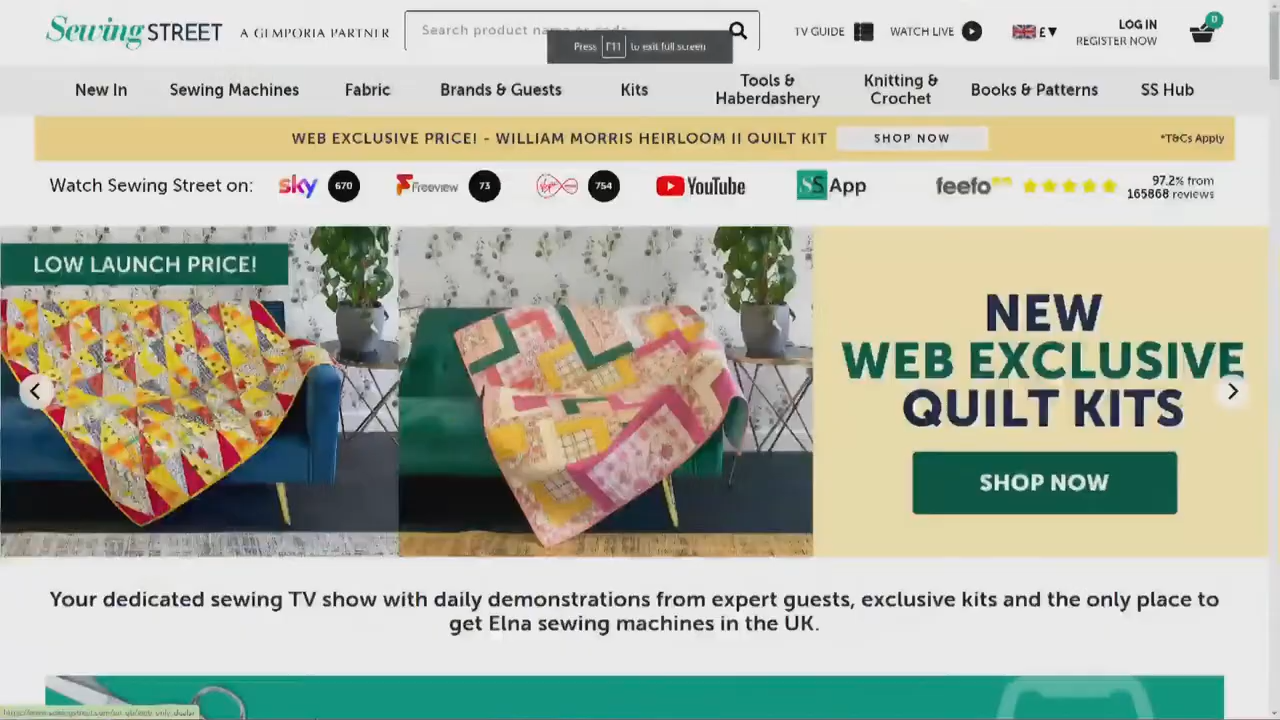 Sewing STREET A GEMPORIA PARTNER
Search product name or code
Press F11 to exit full screen
TV GUIDE WATCH LIVE £ LOG IN
REGISTER NOW
0
New In Sewing Machines Fabric Brands & Guests Kits Tools & Haberdashery Knitting & Crochet Books & Patterns SS Hub
WEB EXCLUSIVE PRICE! - WILLIAM MORRIS HEIRLOOM II QUILT KIT SHOP NOW *T&Cs Apply
Watch Sewing Street on: sky 670 Freeview 73 Virgin 754 YouTube SS App feefo 97.2% from
165868 reviews
LOW LAUNCH PRICE!
NEW
WEB EXCLUSIVE
QUILT KITS
SHOP NOW
Your dedicated sewing TV show with daily demonstrations from expert guests, exclusive kits and the only place to
get Elna sewing machines in the UK.